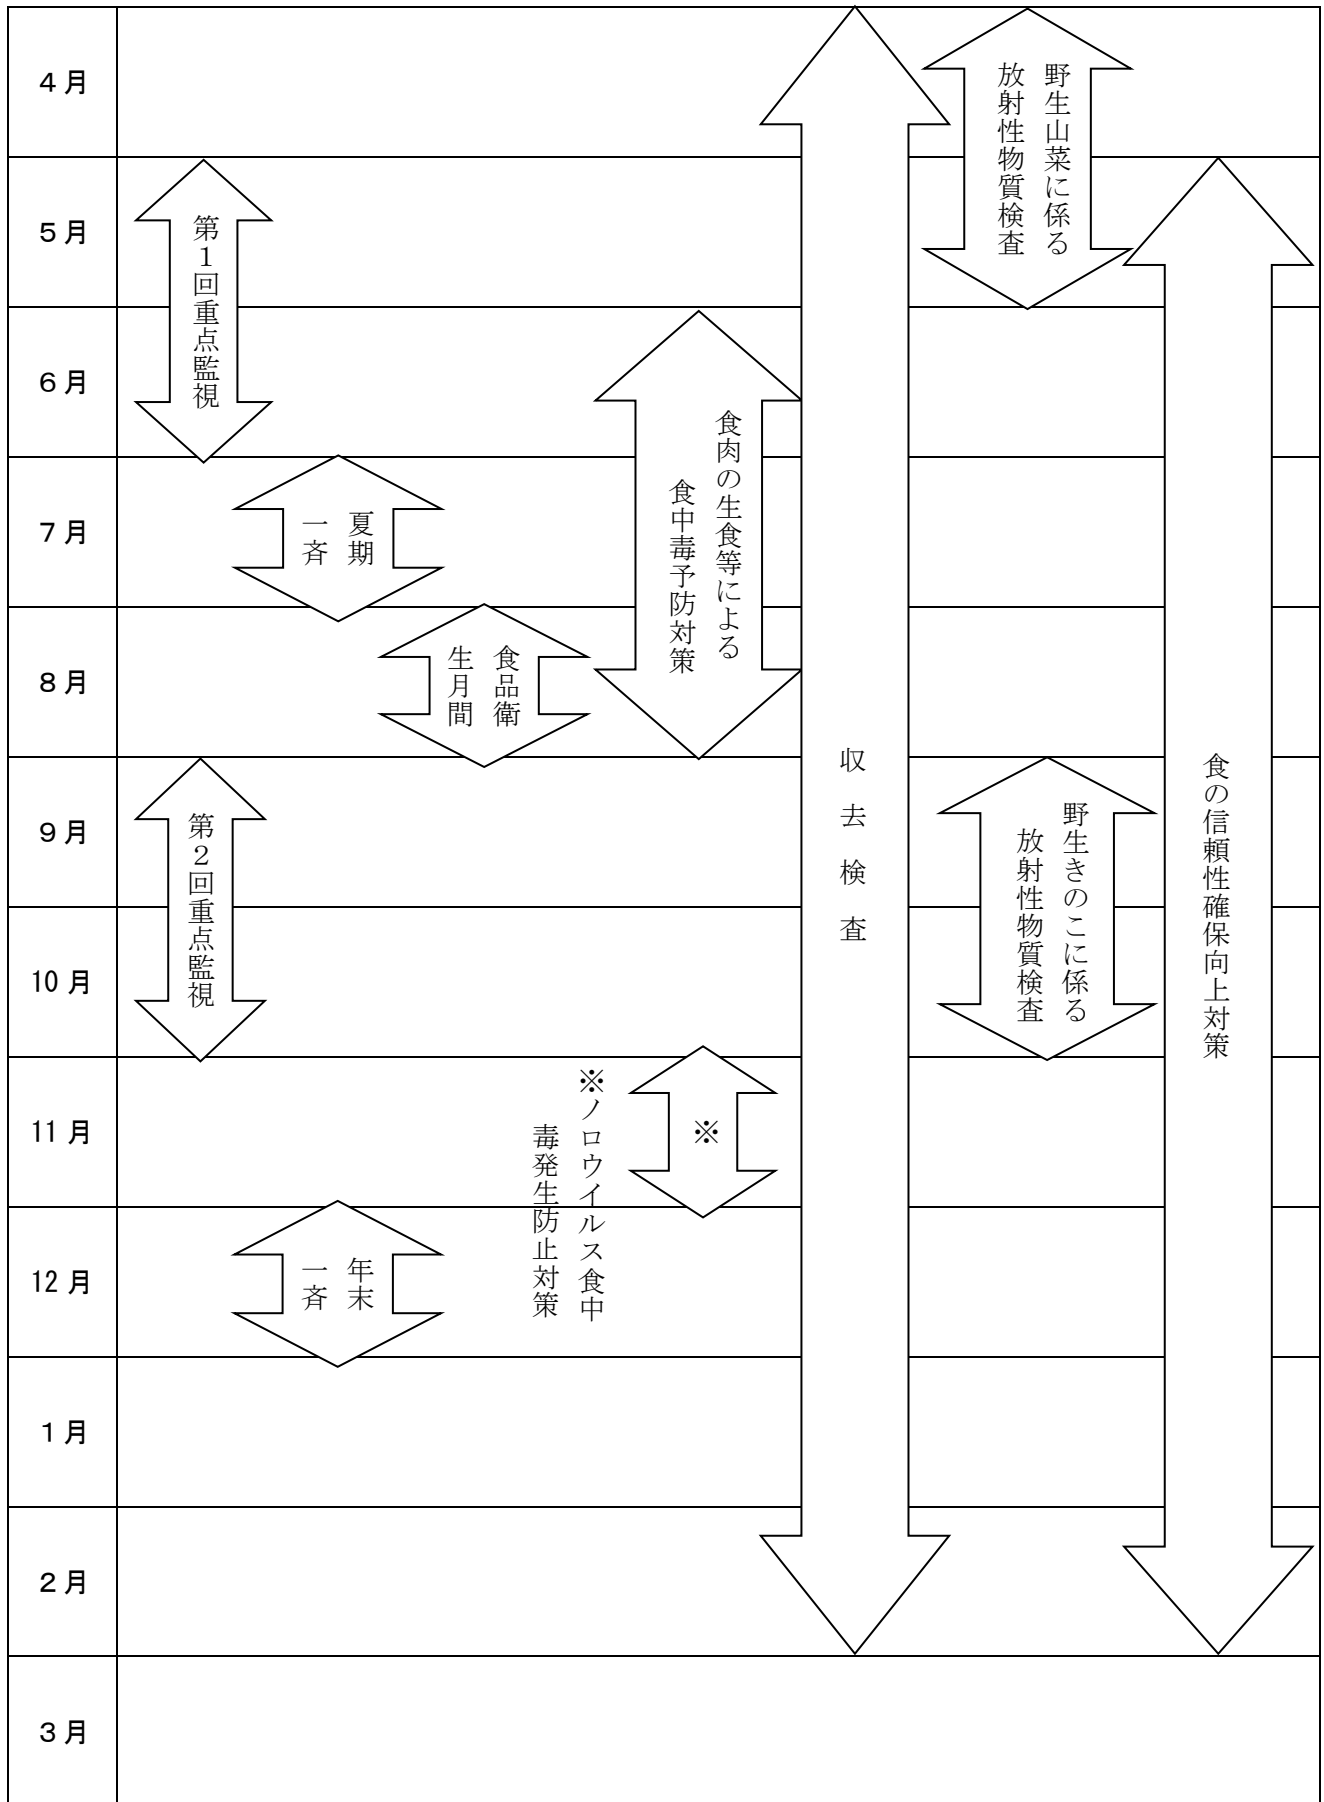 ４月
５月
６月
７月
８月
９月
10 月
11 月
12 月
１月
２月
３月
第１回重点監視
第２回重点監視
夏期
一斉
年末
一斉
食品衛
生月間
※ノロウイルス食中
毒発生防止対策
※
食肉の生食等による
食中毒予防対策
収去検査
野生山菜に係る
放射性物質検査
野生きのこに係る
放射性物質検査
食の信頼性確保向上対策